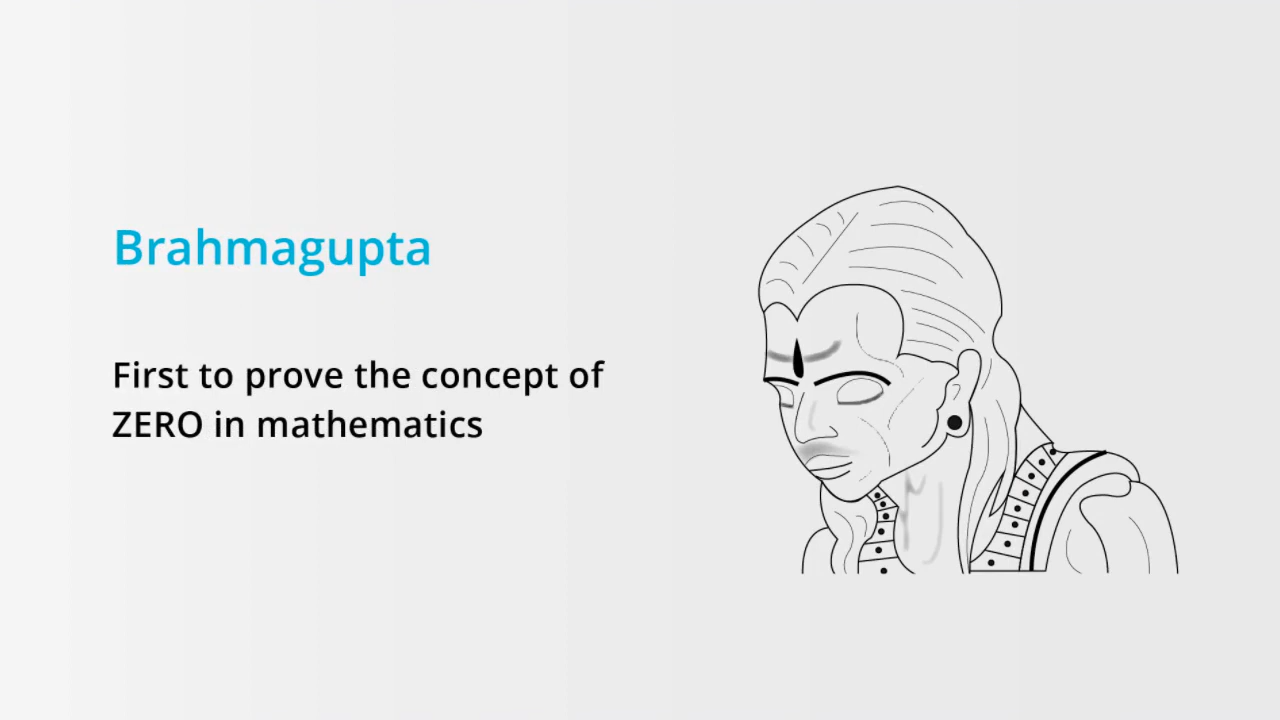 Brahmagupta
First to prove the concept of
ZERO in mathematics